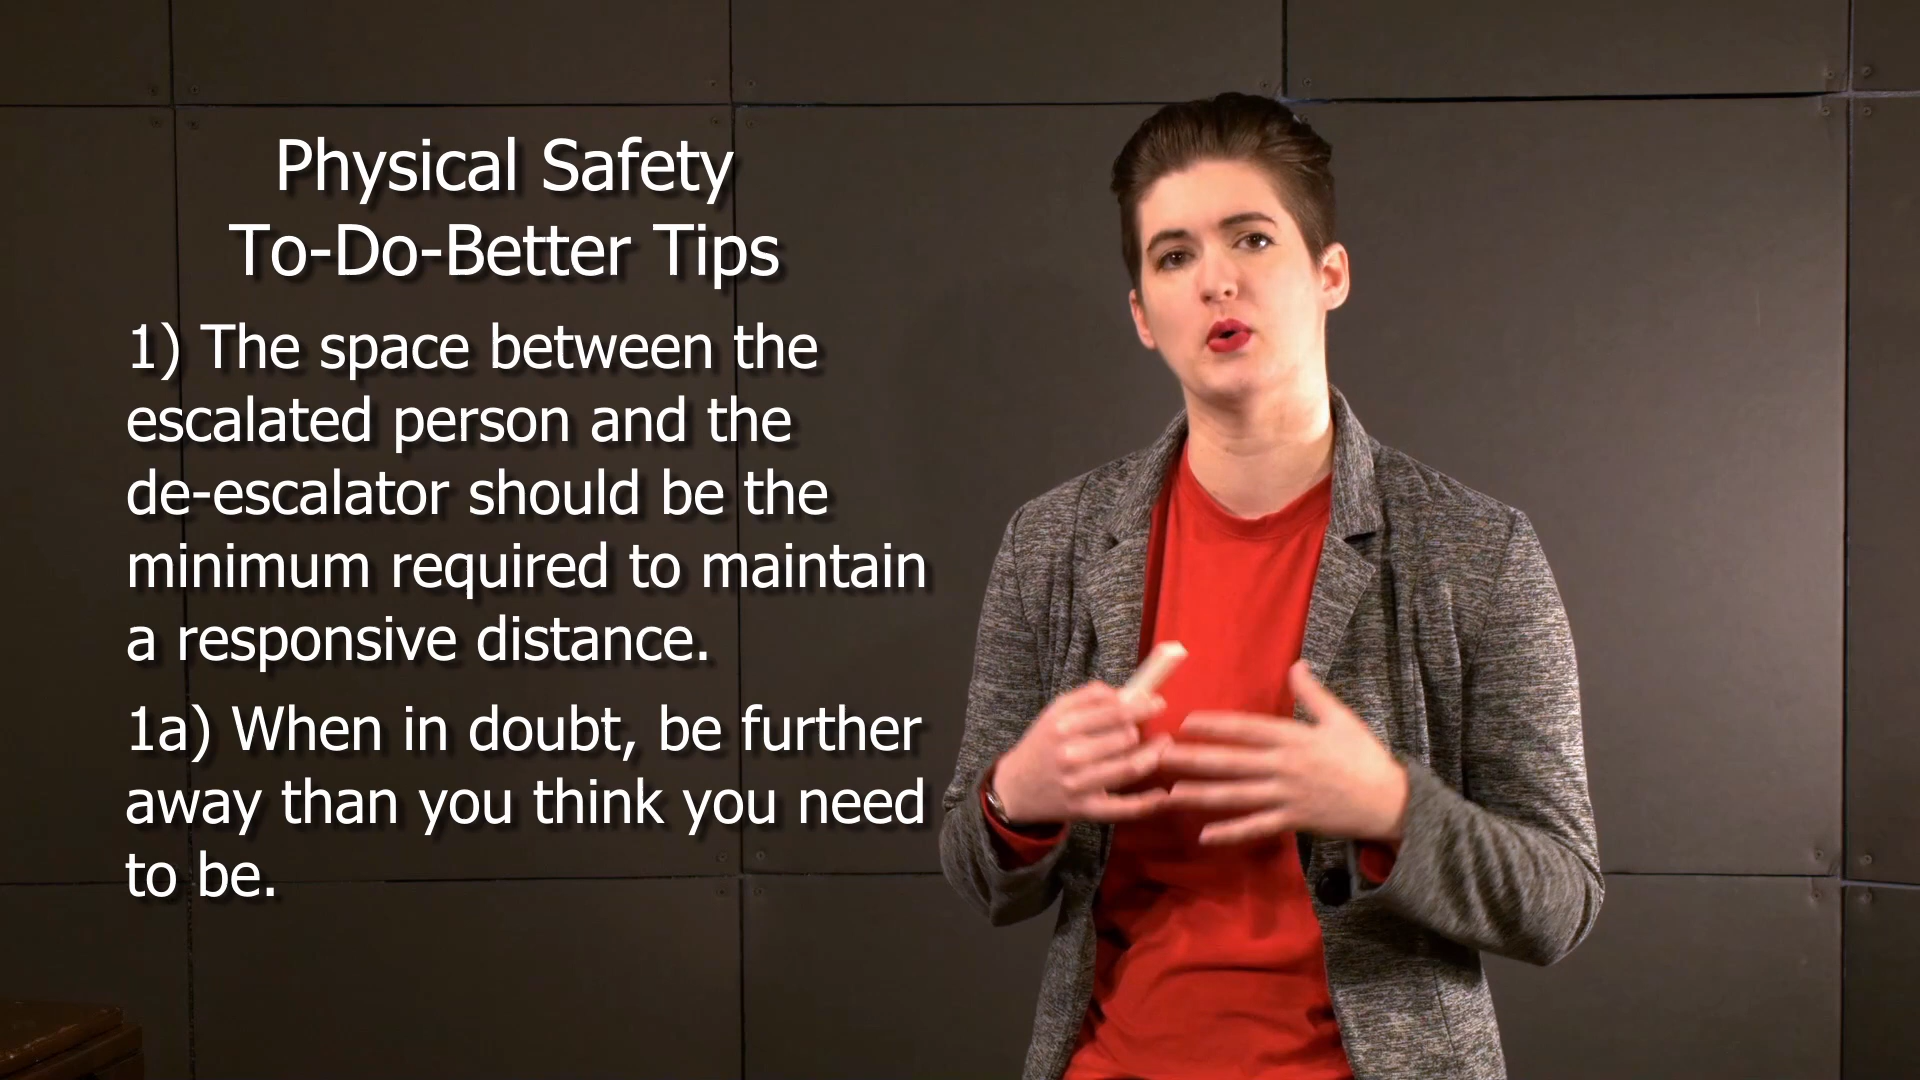 Physical Safety
To-Do-Better Tips
1) The space between the
escalated person and the
de-escalator should be the
minimum required to maintain
a responsive distance.
1a) When in doubt, be further
away than you think you need
to be.